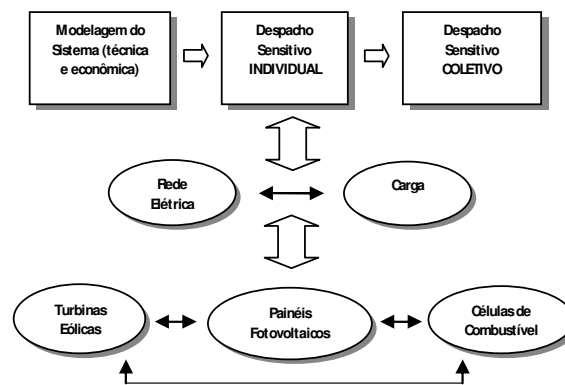 Modelagem do
Sistema (técnica
e econômica)
Despacho
Sensitivo
INDIVIDUAL
Despacho
Sensitivo
COLETIVO
Rede
Elétrica
Carga
Turbinas
Eólicas
Painéis
Fotovoltaicos
Células de
Combustível